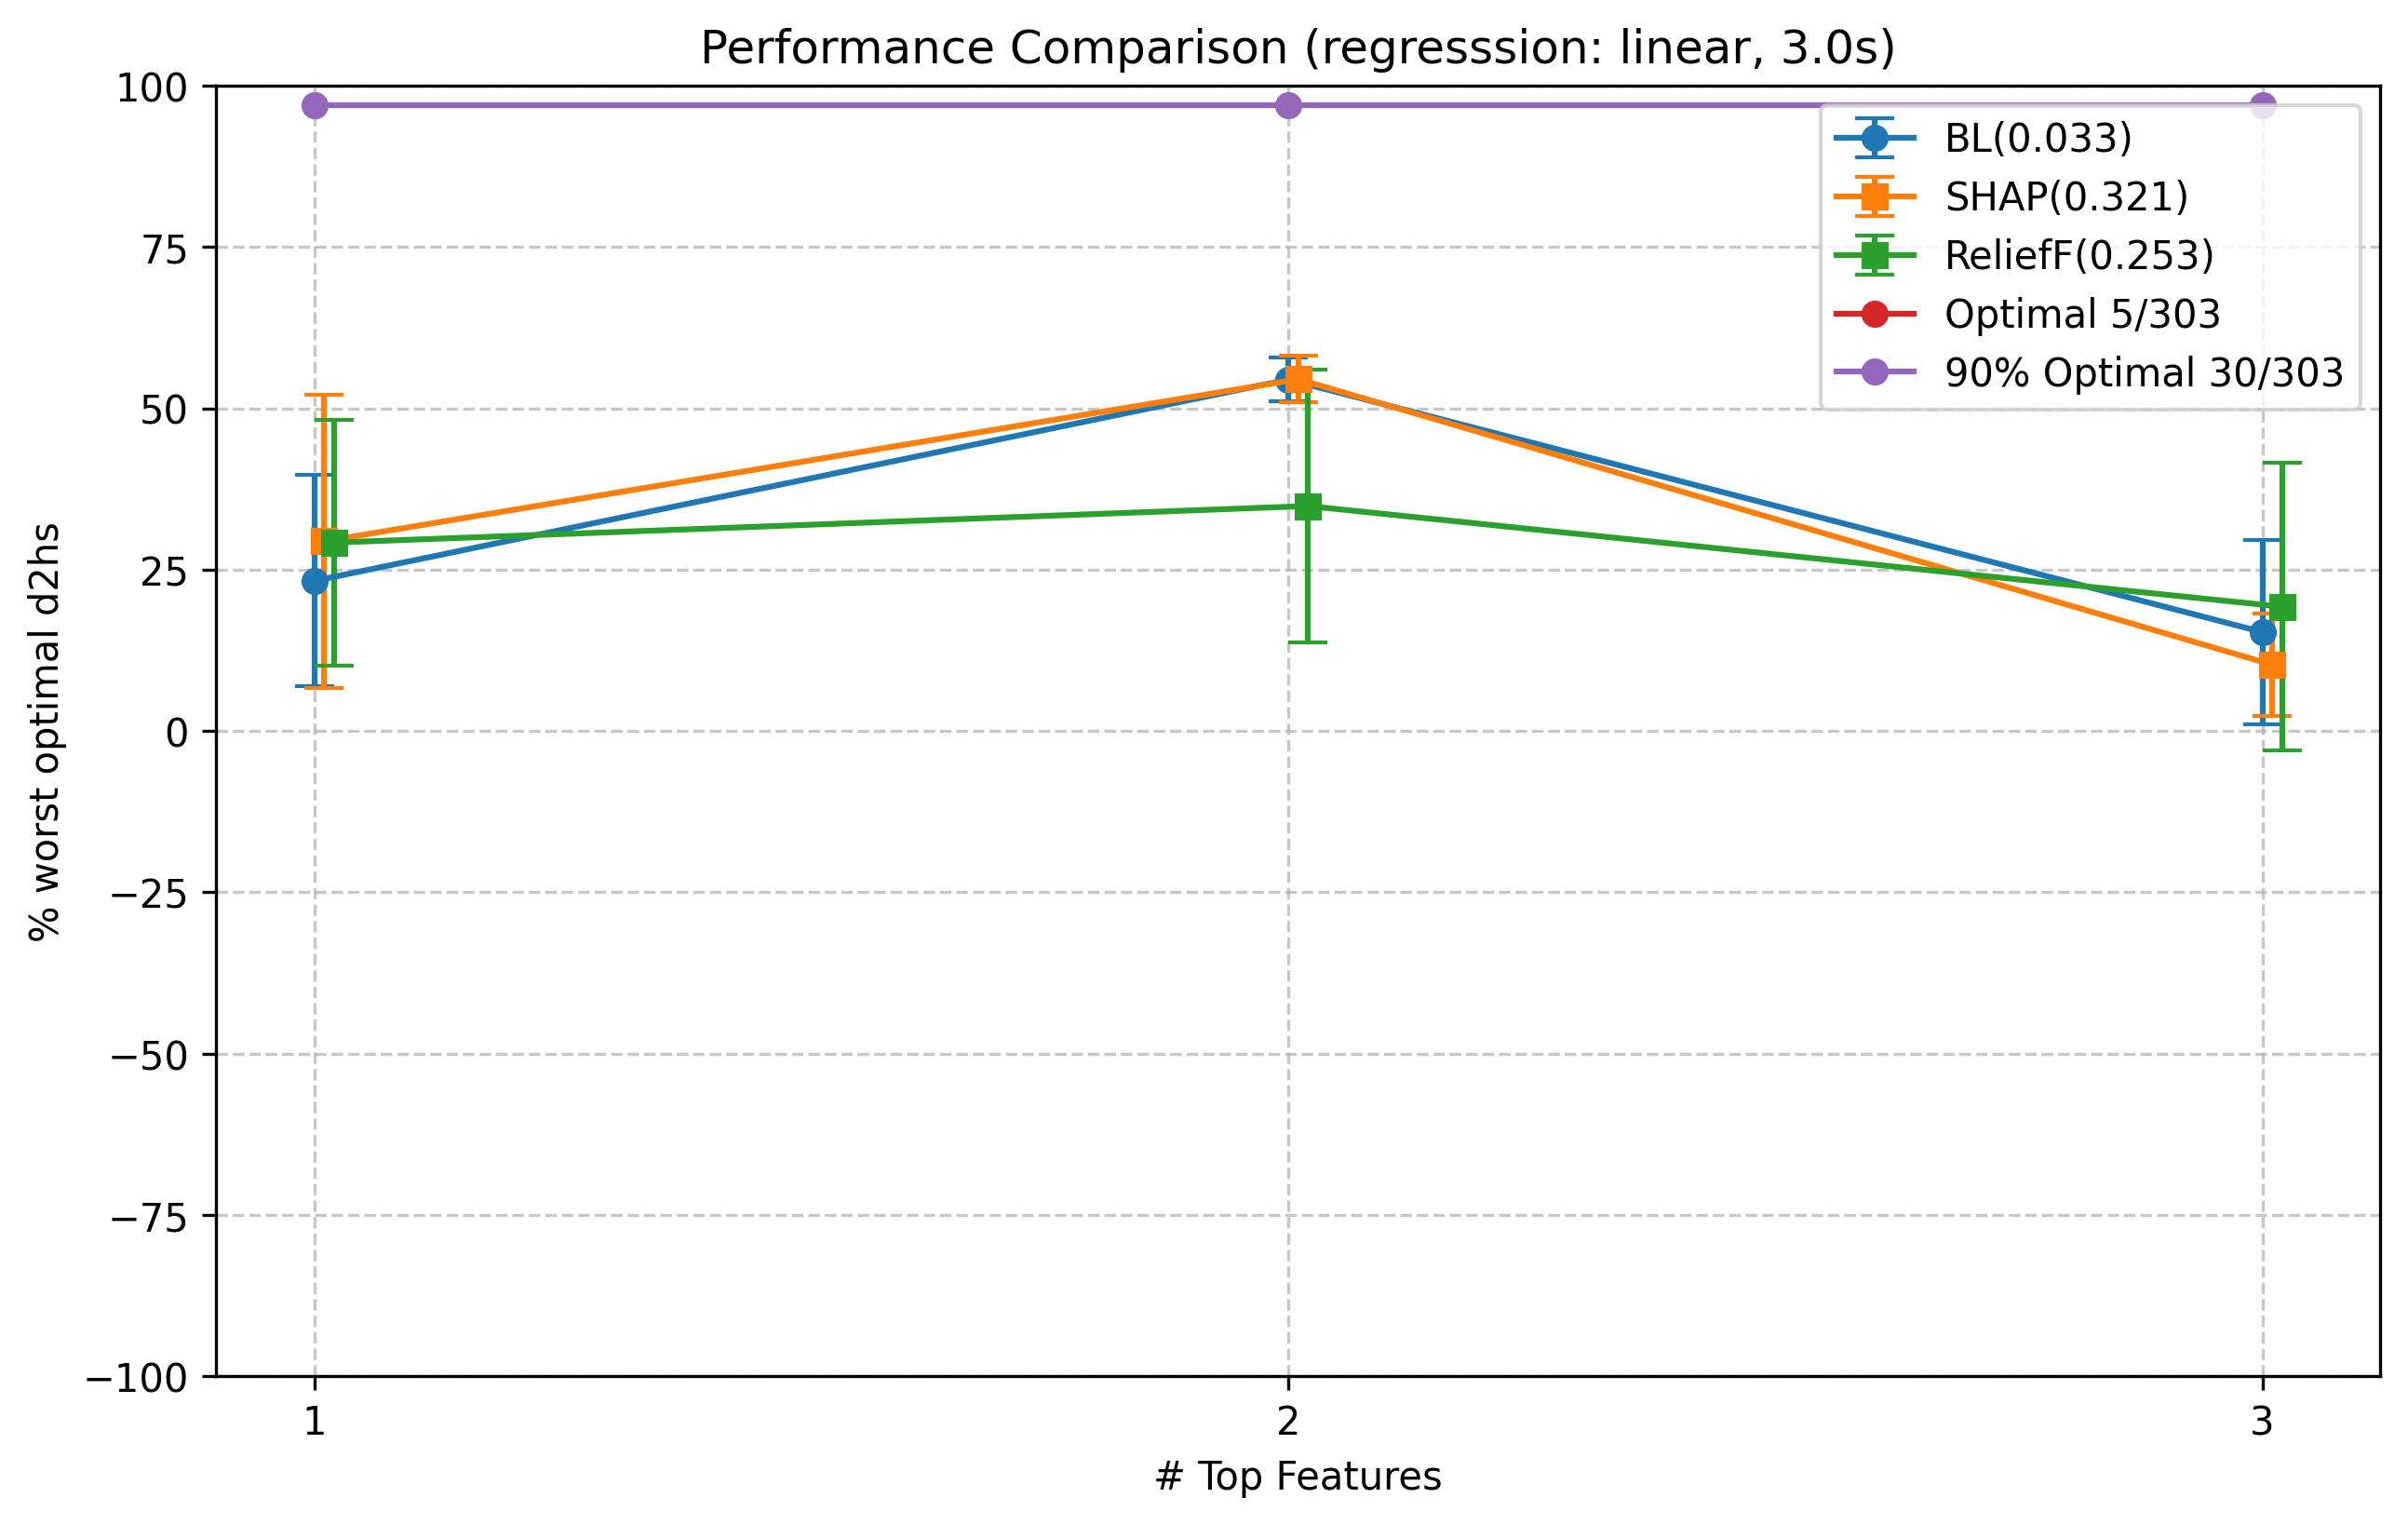 Performance Comparison (regresssion: linear, 3.0s)
100
75
50
25
0
−25
−50
−75
−100
% worst optimal d2hs
BL(0.033)
SHAP(0.321)
ReliefF(0.253)
Optimal 5/303
90% Optimal 30/303
1 2 3
# Top Features